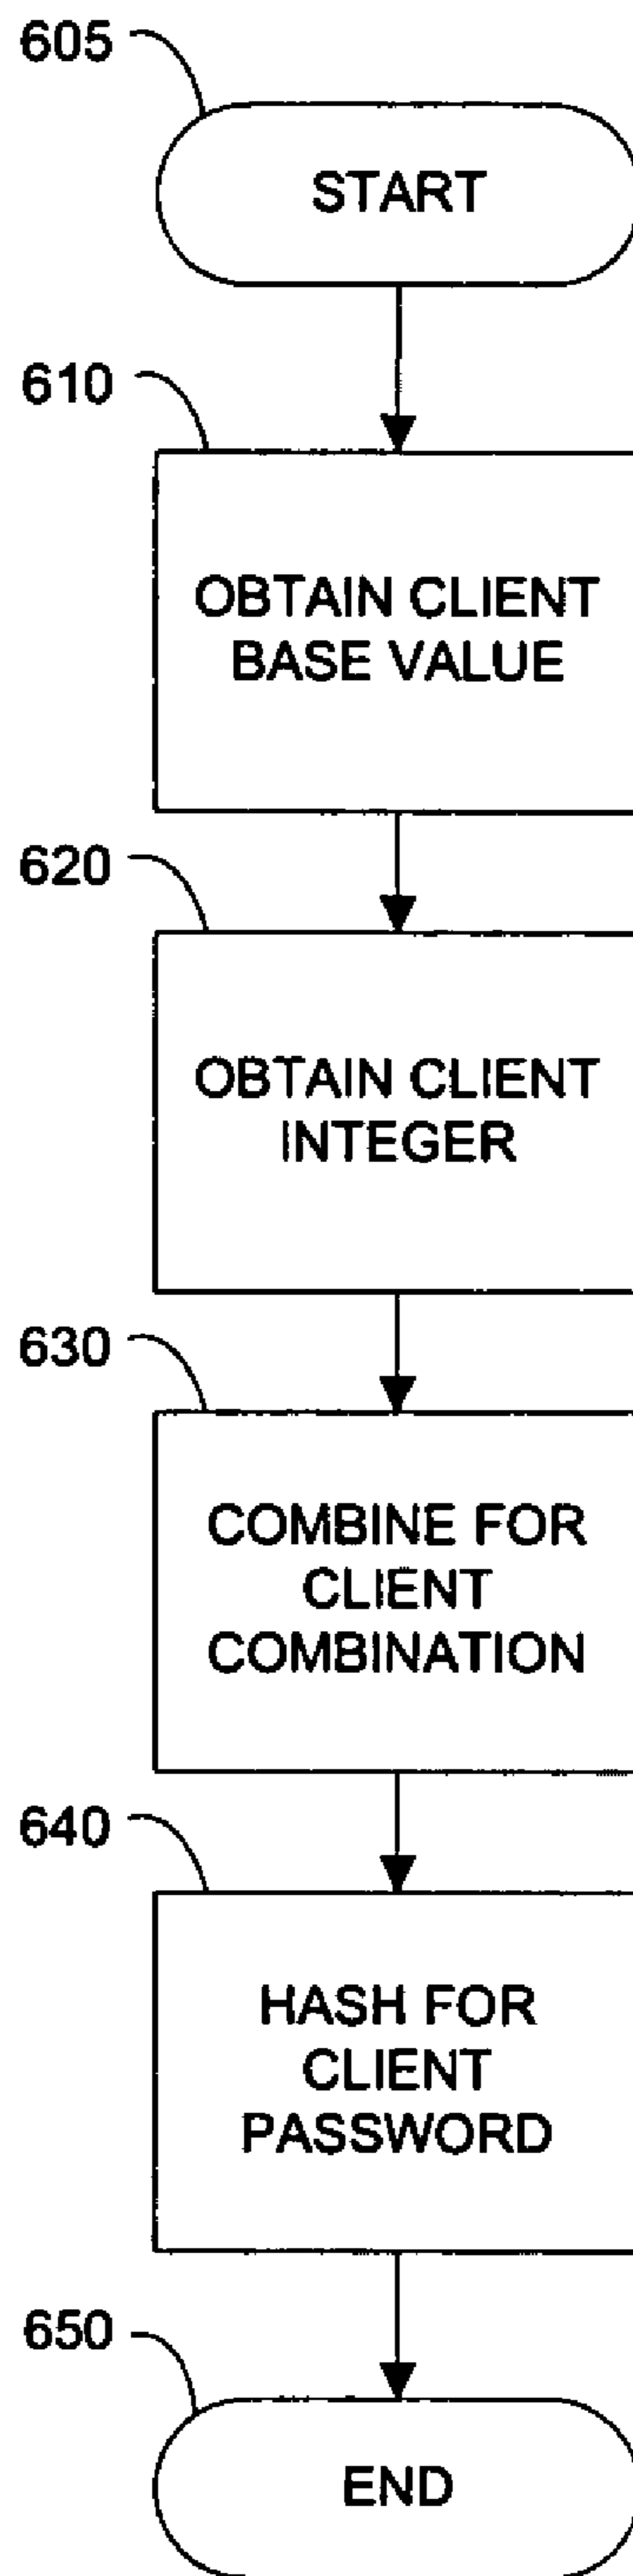 605
START
610
OBTAIN CLIENT
BASE VALUE
620
OBTAIN CLIENT
INTEGER
630
COMBINE FOR
CLIENT
COMBINATION
640
HASH FOR
CLIENT
PASSWORD
650
END